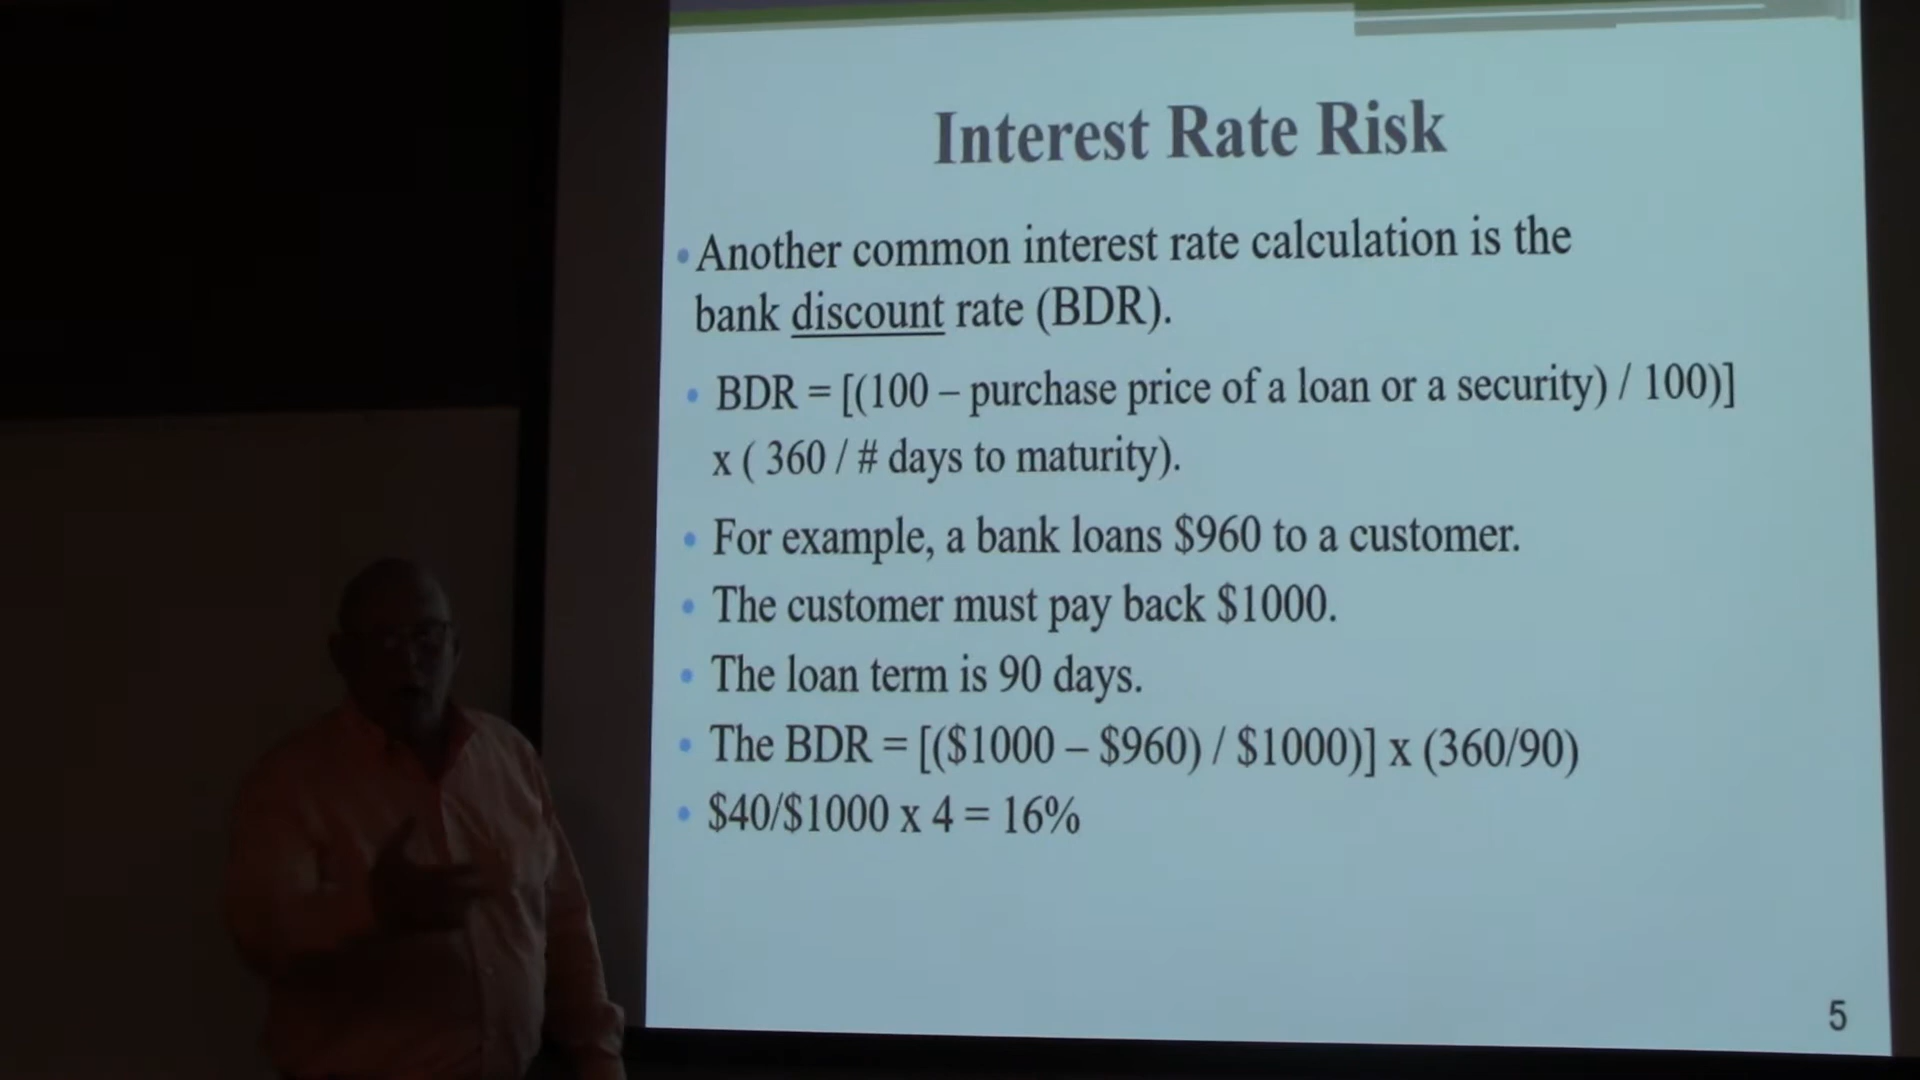 Interest Rate Risk
• Another common interest rate calculation is the
bank discount rate (BDR).
• BDR = [(100 – purchase price of a loan or a security) / 100)]
x ( 360 / # days to maturity).
• For example, a bank loans $960 to a customer.
• The customer must pay back $1000.
• The loan term is 90 days.
• The BDR = [($1000 – $960) / $1000)] x (360/90)
• $40/$1000 x 4 = 16%
5